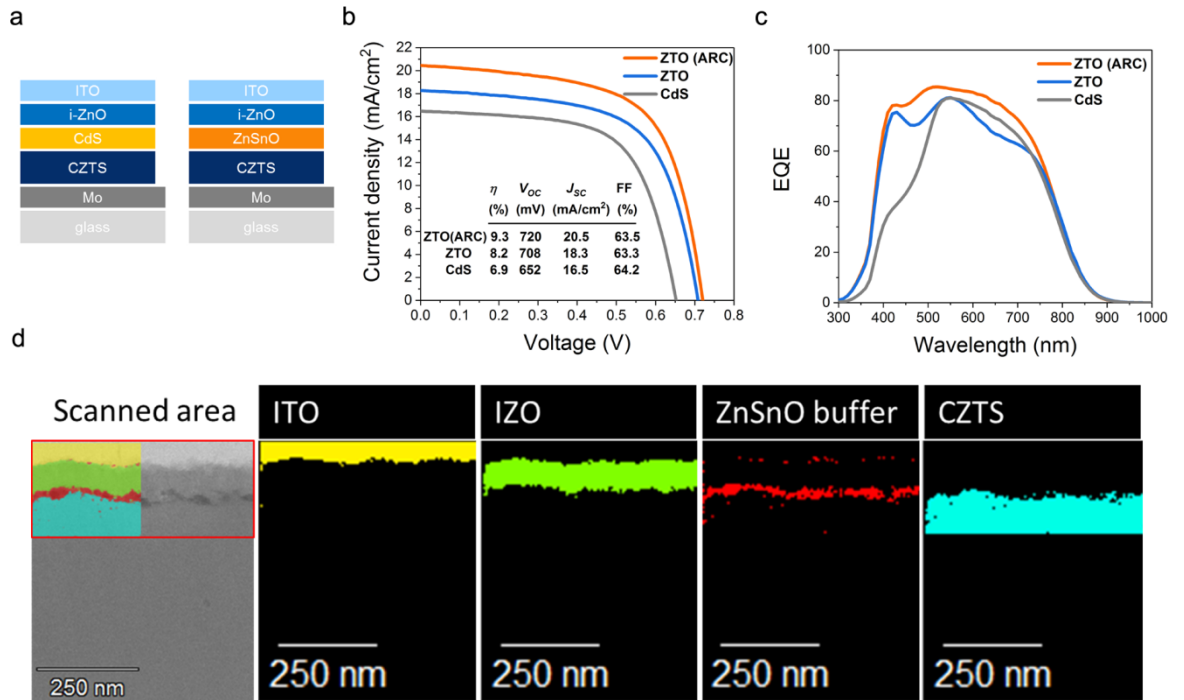 a
ITO
i-ZnO
CdS
CZTS
Mo
glass
ITO
i-ZnO
ZnSnO
CZTS
Mo
glass
b
Current density (mA/cm²)
22
20
18
16
14
12
10
8
6
4
2
0
0.0 0.1 0.2 0.3 0.4 0.5 0.6 0.7 0.8
Voltage (V)
ZTO (ARC)
ZTO
CdS
η V_OC J_SC FF
(%) (mV) (mA/cm²) (%)
ZTO(ARC) 9.3 720 20.5 63.5
ZTO 8.2 708 18.3 63.3
CdS 6.9 652 16.5 64.2
c
EQE
100
80
60
40
20
0
300 400 500 600 700 800 900 1000
Wavelength (nm)
ZTO (ARC)
ZTO
CdS
d
Scanned area
250 nm
ITO
250 nm
IZO
250 nm
ZnSnO buffer
250 nm
CZTS
250 nm